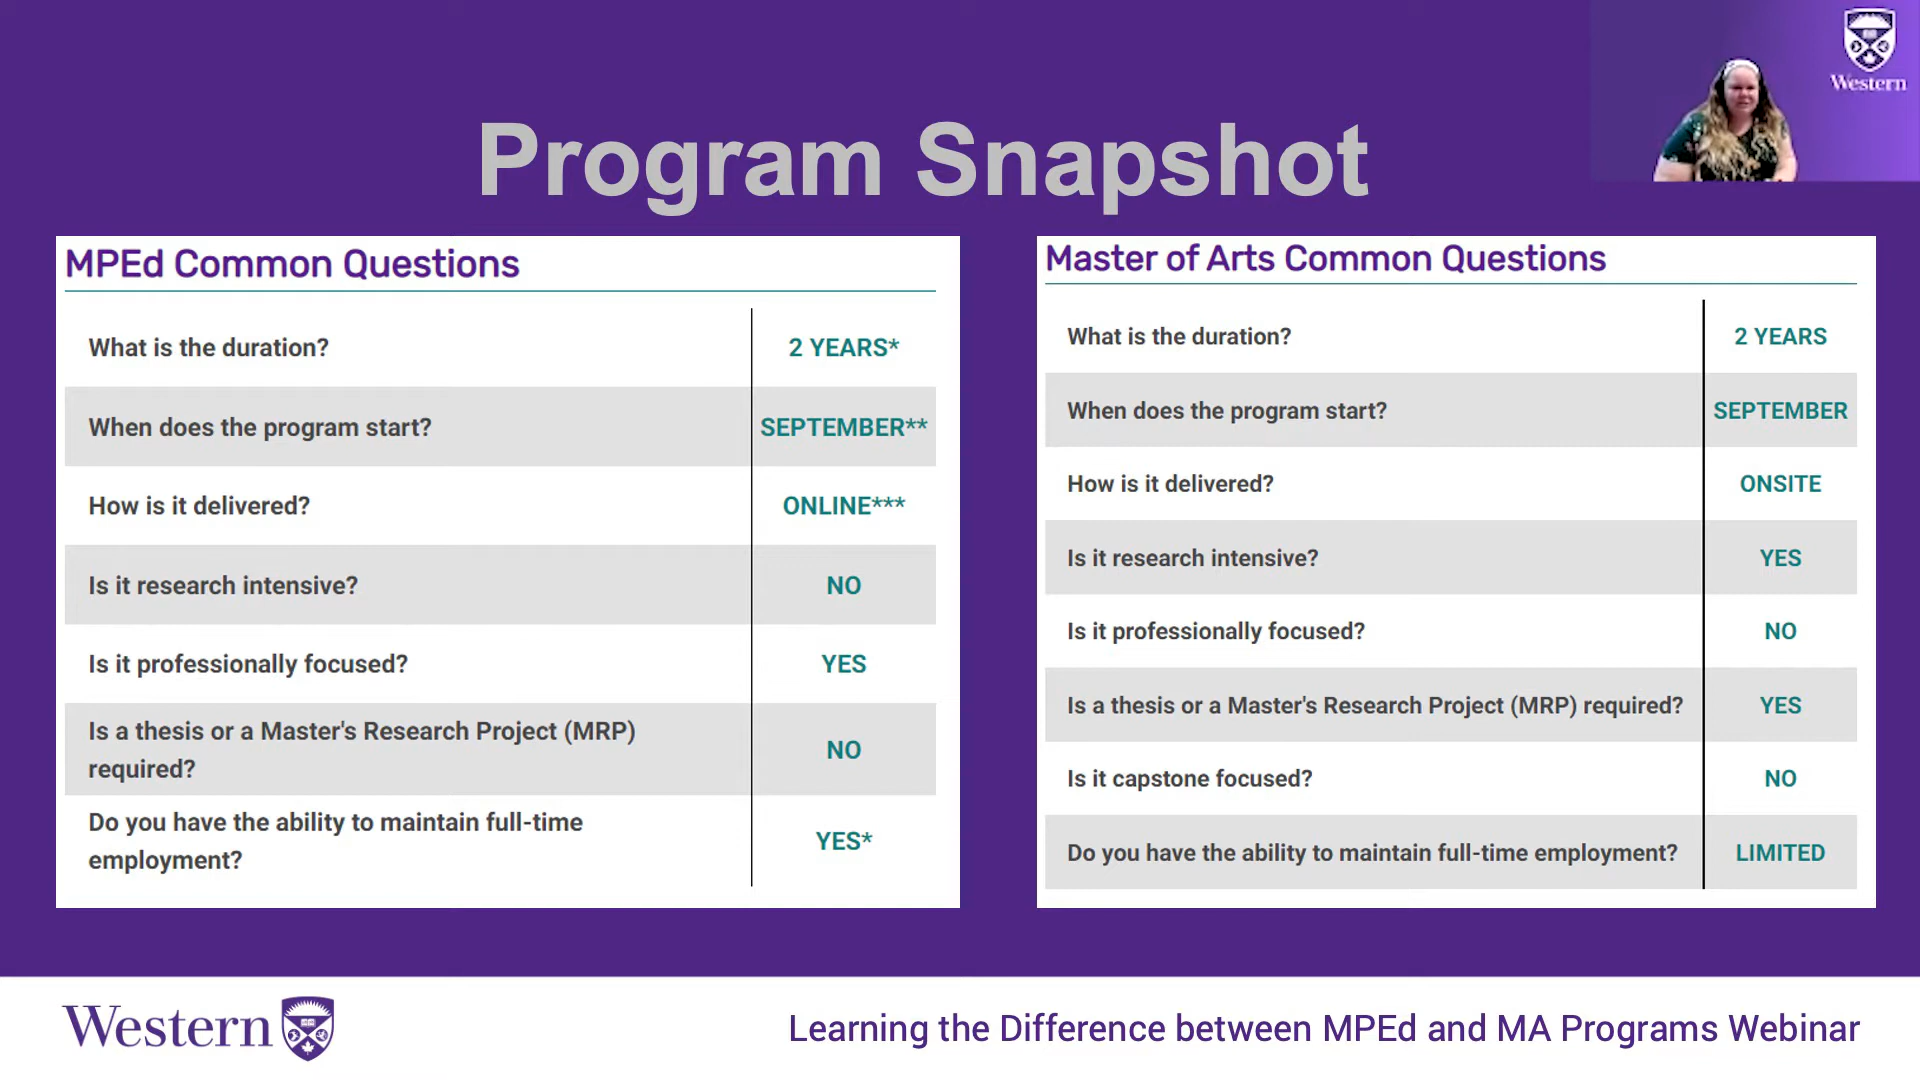 Western
Program Snapshot
MPEd Common Questions
What is the duration? 2 YEARS*
When does the program start? SEPTEMBER**
How is it delivered? ONLINE***
Is it research intensive? NO
Is it professionally focused? YES
Is a thesis or a Master's Research Project (MRP)
required? NO
Do you have the ability to maintain full-time
employment? YES*
Master of Arts Common Questions
What is the duration? 2 YEARS
When does the program start? SEPTEMBER
How is it delivered? ONSITE
Is it research intensive? YES
Is it professionally focused? NO
Is a thesis or a Master's Research Project (MRP) required? YES
Is it capstone focused? NO
Do you have the ability to maintain full-time employment? LIMITED
Western
Learning the Difference between MPEd and MA Programs Webinar